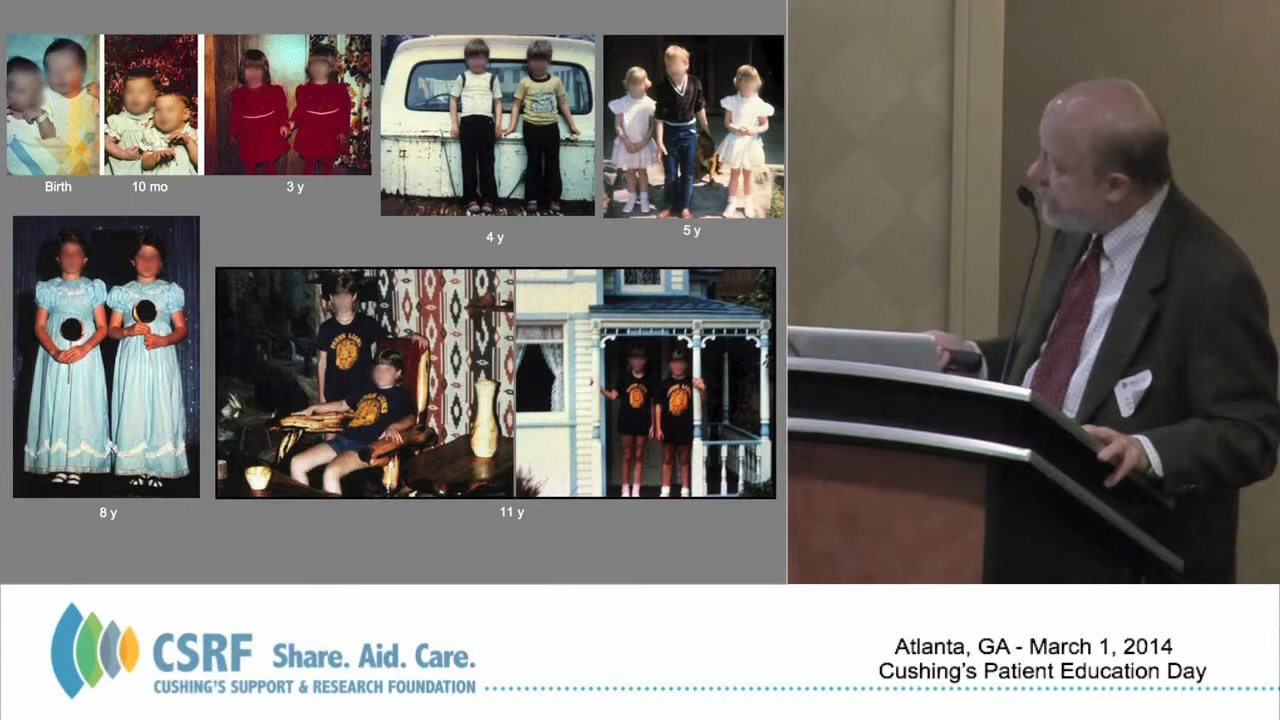 Birth
10 mo
3 y
4 y
5 y
8 y
11 y
CSRF Share. Aid. Care.
CUSHING'S SUPPORT & RESEARCH FOUNDATION
Atlanta, GA - March 1, 2014
Cushing's Patient Education Day